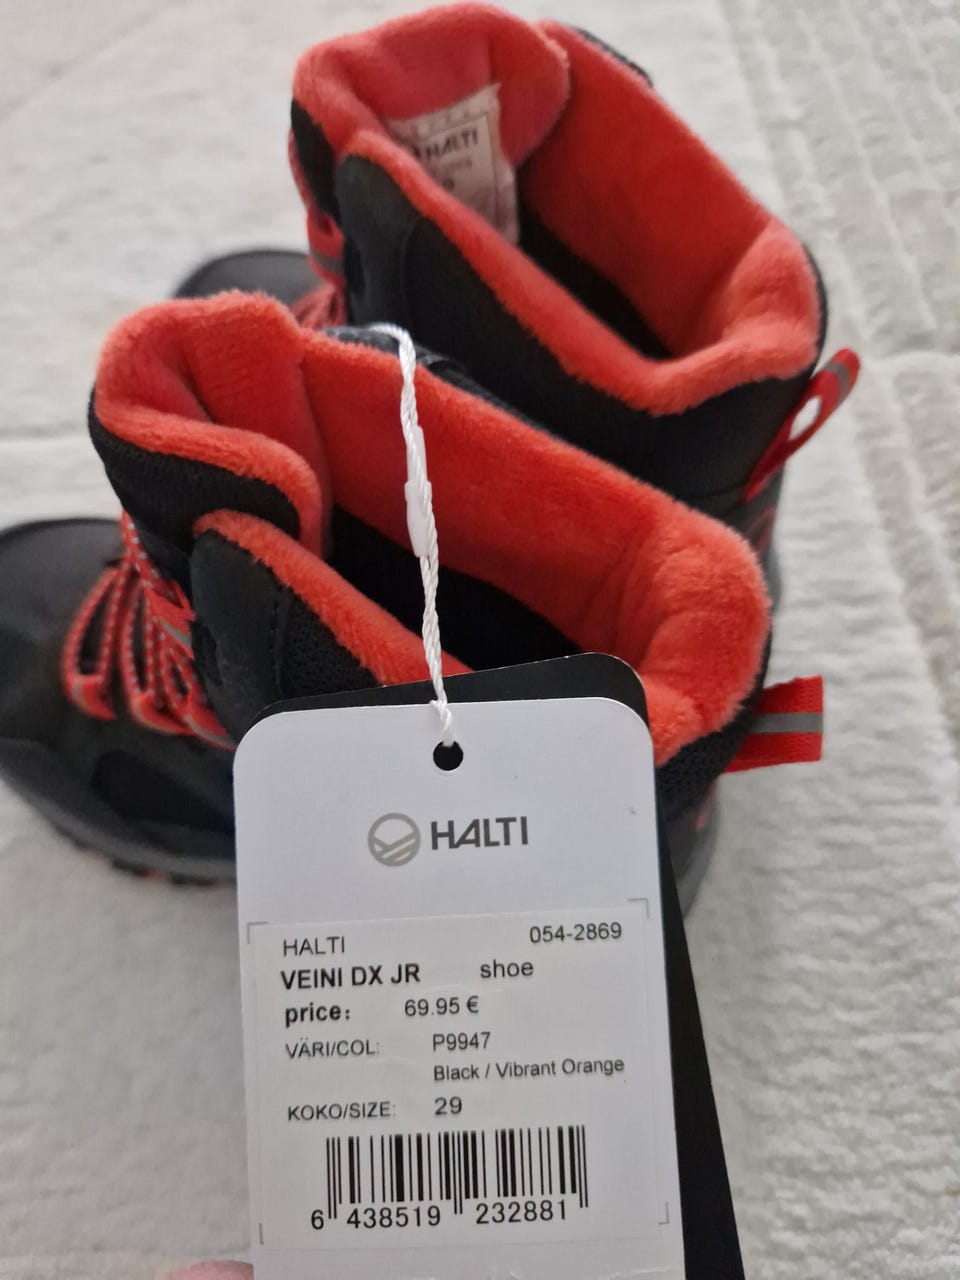 HALTI
HALTI
HALTI 054-2869
VEINI DX JR shoe
price: 69.95 €
VÄRI/COL: P9947
Black / Vibrant Orange
KOKO/SIZE: 29
6 438519 232881